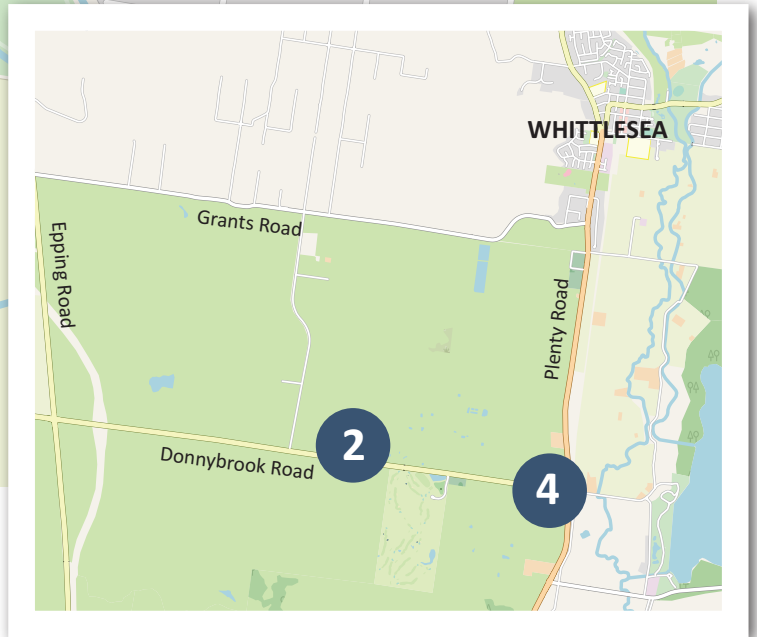 WHITTLESEA
Grants Road
Epping Road
Plenty Road
2
Donnybrook Road
4